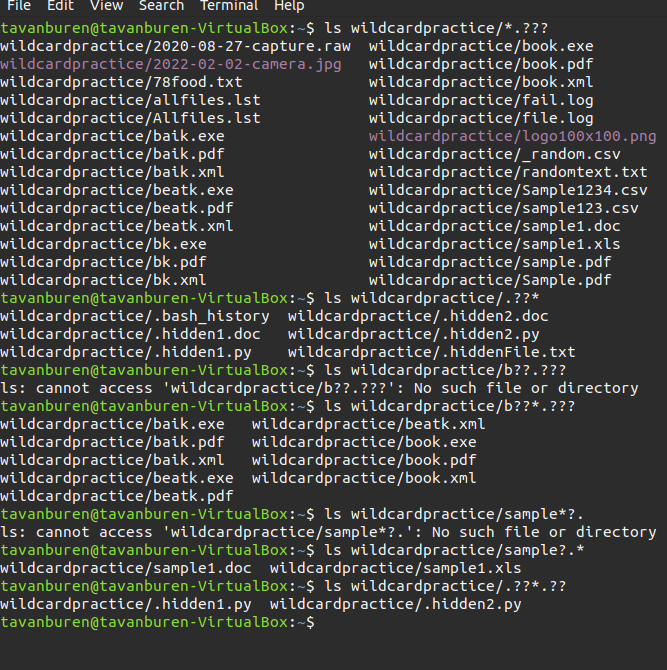 File Edit View Search Terminal Help
tavanburen@tavanburen-VirtualBox:~$ ls wildcardpractice/*.???
wildcardpractice/2020-08-27-capture.raw wildcardpractice/book.exe
wildcardpractice/2022-02-02-camera.jpg wildcardpractice/book.pdf
wildcardpractice/78food.txt wildcardpractice/book.xml
wildcardpractice/allfiles.lst wildcardpractice/fail.log
wildcardpractice/Allfiles.lst wildcardpractice/file.log
wildcardpractice/baik.exe wildcardpractice/logo100x100.png
wildcardpractice/baik.pdf wildcardpractice/_random.csv
wildcardpractice/baik.xml wildcardpractice/randomtext.txt
wildcardpractice/beatk.exe wildcardpractice/Sample1234.csv
wildcardpractice/beatk.pdf wildcardpractice/sample123.csv
wildcardpractice/beatk.xml wildcardpractice/sample1.doc
wildcardpractice/bk.exe wildcardpractice/sample1.xls
wildcardpractice/bk.pdf wildcardpractice/sample.pdf
wildcardpractice/bk.xml wildcardpractice/Sample.pdf
tavanburen@tavanburen-VirtualBox:~$ ls wildcardpractice/.??*
wildcardpractice/.bash_history wildcardpractice/.hidden2.doc
wildcardpractice/.hidden1.doc wildcardpractice/.hidden2.py
wildcardpractice/.hidden1.py wildcardpractice/.hiddenFile.txt
tavanburen@tavanburen-VirtualBox:~$ ls wildcardpractice/b??.???
ls: cannot access 'wildcardpractice/b??.???': No such file or directory
tavanburen@tavanburen-VirtualBox:~$ ls wildcardpractice/b??*.???
wildcardpractice/baik.exe wildcardpractice/beatk.xml
wildcardpractice/baik.pdf wildcardpractice/book.exe
wildcardpractice/baik.xml wildcardpractice/book.pdf
wildcardpractice/beatk.exe wildcardpractice/book.xml
wildcardpractice/beatk.pdf
tavanburen@tavanburen-VirtualBox:~$ ls wildcardpractice/sample*?.
ls: cannot access 'wildcardpractice/sample*?.': No such file or directory
tavanburen@tavanburen-VirtualBox:~$ ls wildcardpractice/sample?.*
wildcardpractice/sample1.doc wildcardpractice/sample1.xls
tavanburen@tavanburen-VirtualBox:~$ ls wildcardpractice/.??*.??
wildcardpractice/.hidden1.py wildcardpractice/.hidden2.py
tavanburen@tavanburen-VirtualBox:~$